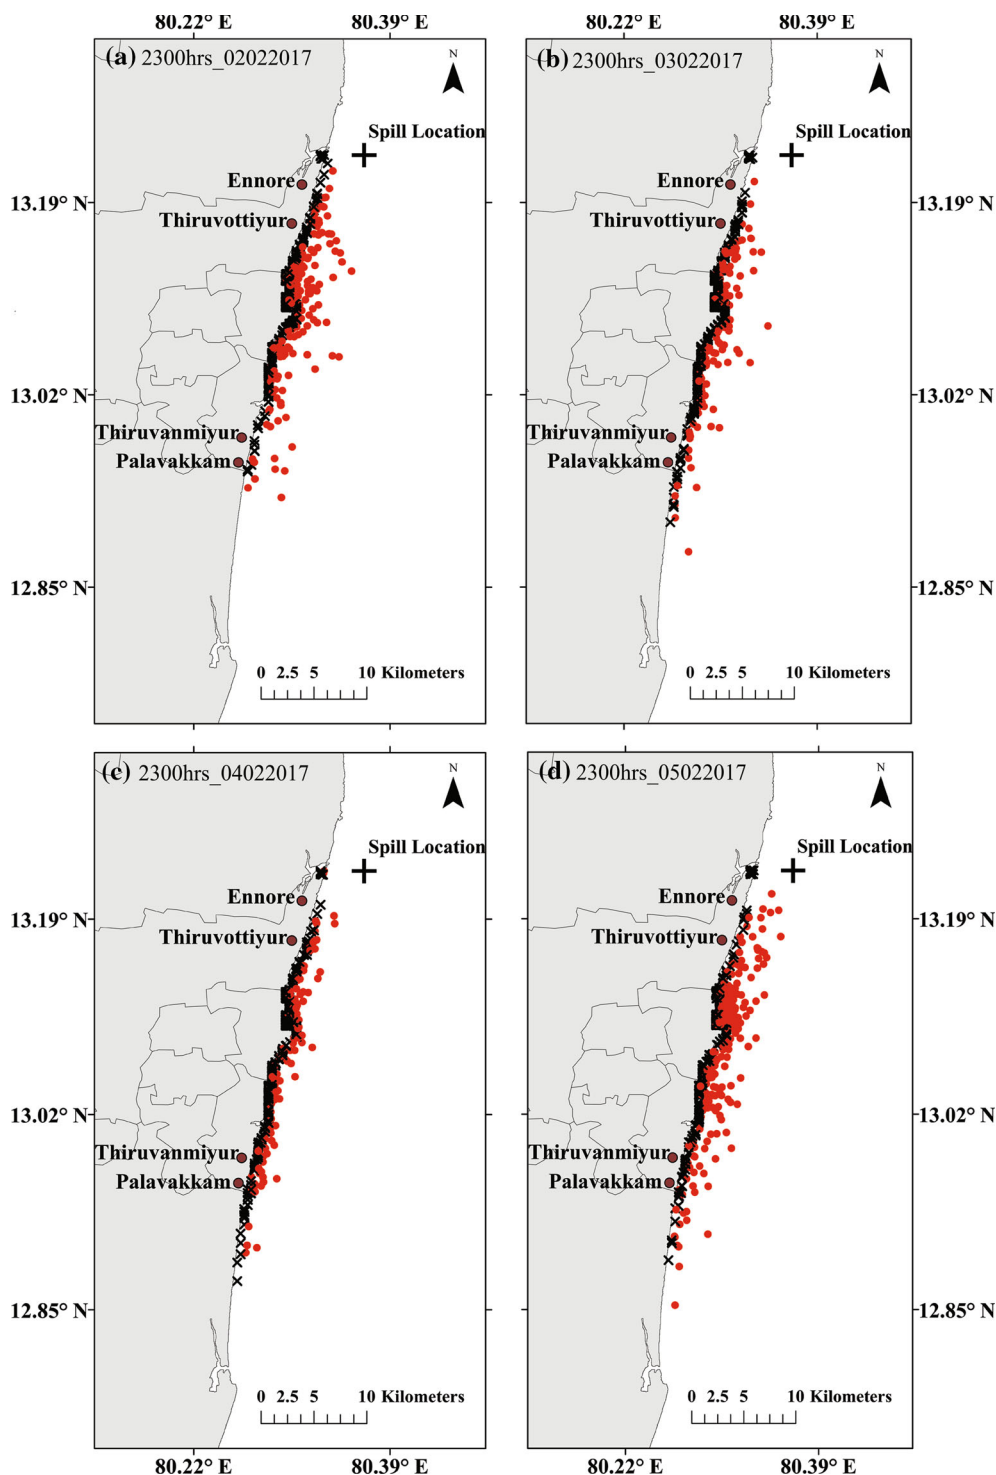 80.22° E 80.39° E 80.22° E 80.39° E
(a) 2300hrs_02022017
N
Spill Location
Ennore
13.19° N
Thiruvottiyur
13.02° N
Thiruvanmiyur
Palavakkam
12.85° N
0 2.5 5 10 Kilometers
(b) 2300hrs_03022017
N
Spill Location
Ennore
13.19° N
Thiruvottiyur
13.02° N
Thiruvanmiyur
Palavakkam
12.85° N
0 2.5 5 10 Kilometers
(c) 2300hrs_04022017
N
Spill Location
Ennore
13.19° N
Thiruvottiyur
13.02° N
Thiruvanmiyur
Palavakkam
12.85° N
0 2.5 5 10 Kilometers
(d) 2300hrs_05022017
N
Spill Location
Ennore
13.19° N
Thiruvottiyur
13.02° N
Thiruvanmiyur
Palavakkam
12.85° N
0 2.5 5 10 Kilometers
80.22° E 80.39° E 80.22° E 80.39° E